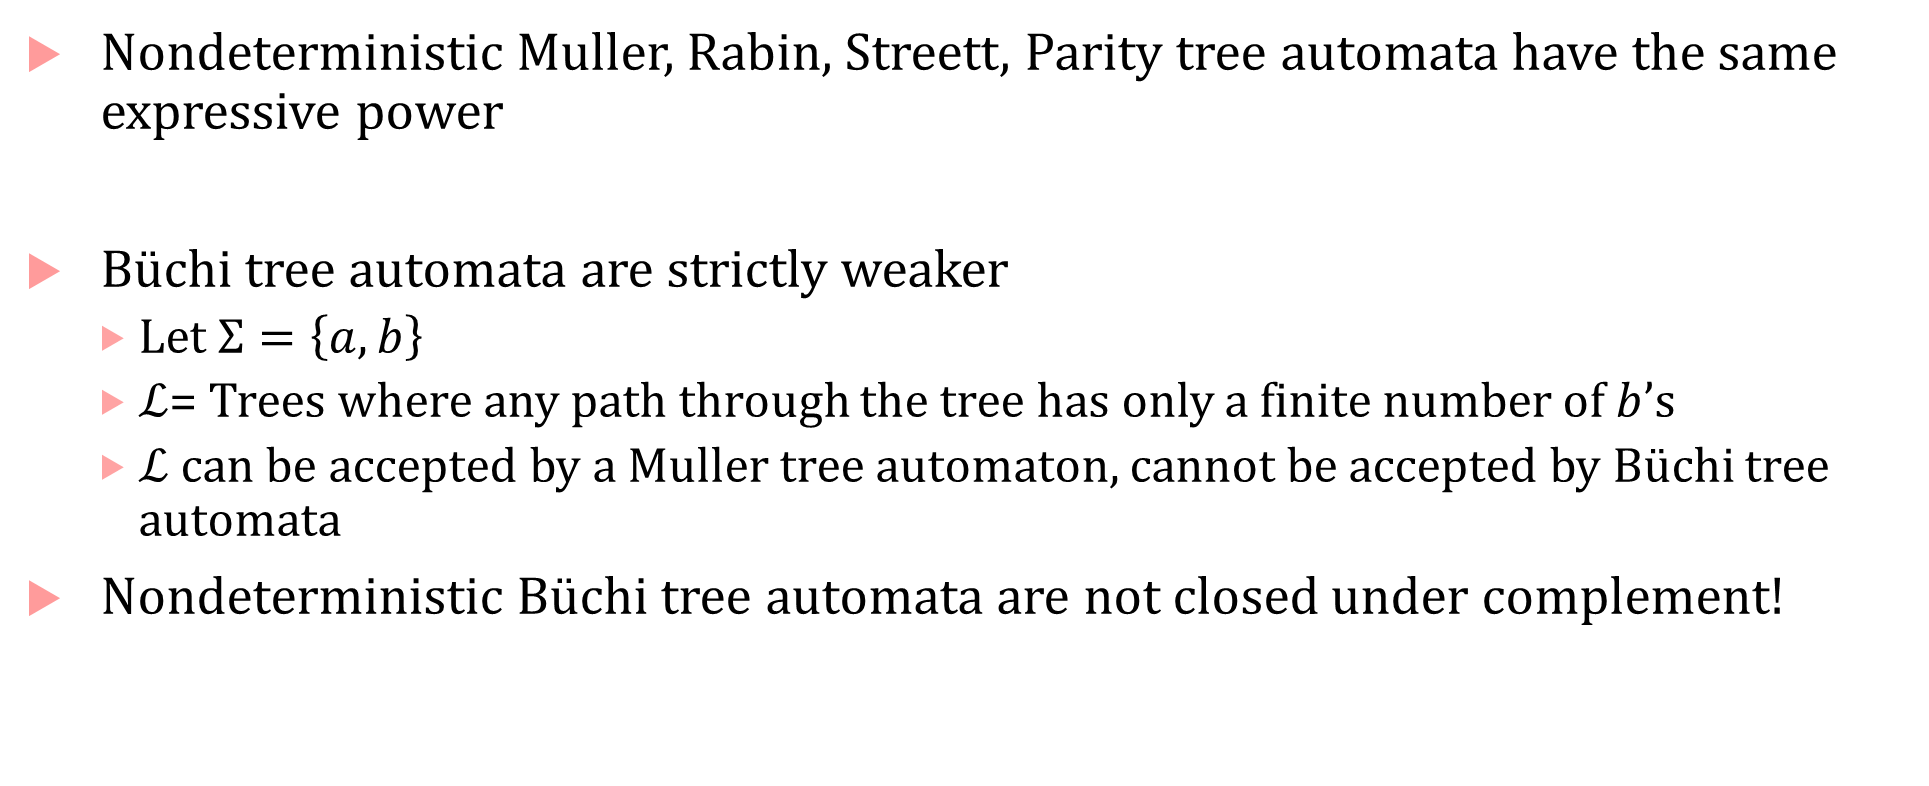 Nondeterministic Muller, Rabin, Streett, Parity tree automata have the same
expressive power
Büchi tree automata are strictly weaker
Let Σ = {a, b}
ℒ= Trees where any path through the tree has only a finite number of b’s
ℒ can be accepted by a Muller tree automaton, cannot be accepted by Büchi tree
automata
Nondeterministic Büchi tree automata are not closed under complement!